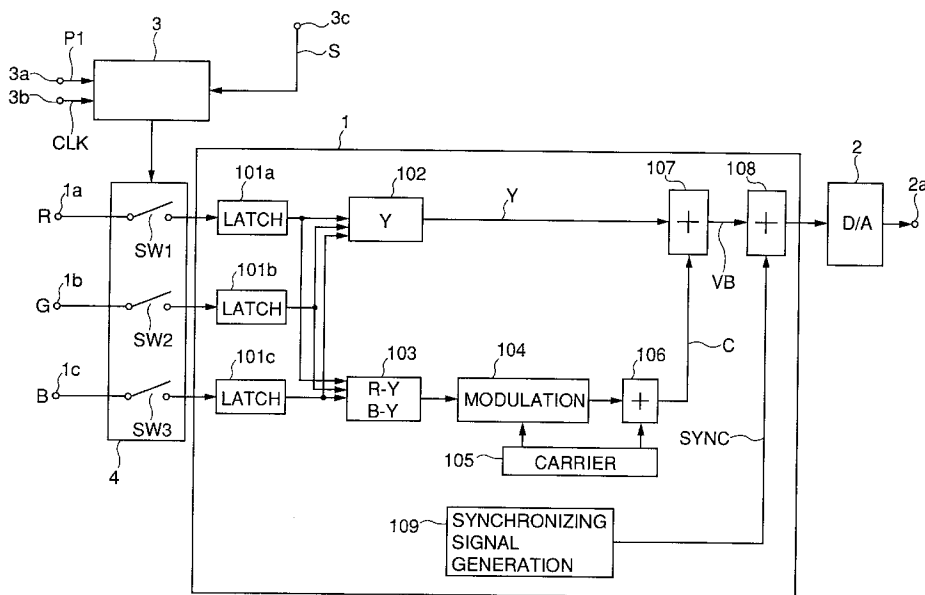 3c
3
P1
S
3a
3b
CLK
1
1a
101a
102
107
108
2
2a
R
LATCH
Y
Y
+
+
D/A
SW1
VB
1b
101b
G
LATCH
SW2
C
1c
101c
103
104
106
B
LATCH
R-Y
B-Y
MODULATION
+
SW3
SYNC
4
105
CARRIER
109
SYNCHRONIZING
SIGNAL
GENERATION